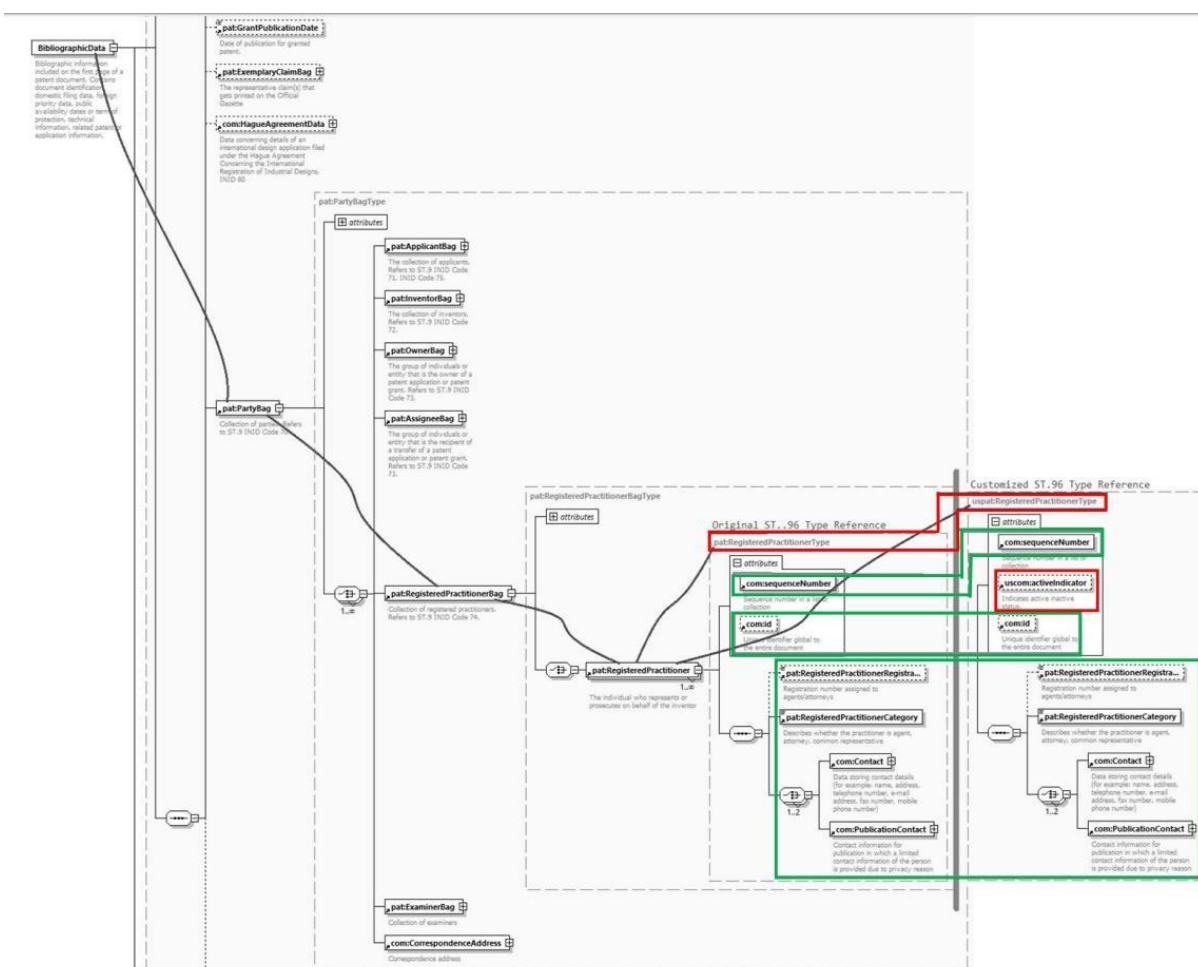 pat:GrantPublicationDate
Date of publication for granted
patent.
BibliographicData
Bibliographic information
included on the first page of a
patent document. Contains
document identification,
domestic filing data, foreign
priority data, public
availability dates or term of
protection, technical
information, related patent or
application information.
pat:ExemplaryClaimBag
The representative claim(s) that
gets printed on the Official
Gazette
com:HagueAgreementData
Data concerning details of an
international design application filed
under the Hague Agreement
Concerning the International
Registration of Industrial Designs,
INID 80
pat:PartyBagType
attributes
pat:ApplicantBag
The collection of applicants.
Refers to ST.9 INID Code
71, INID Code 75.
pat:InventorBag
The collection of inventors.
Refers to ST.9 INID Code
72.
pat:OwnerBag
The group of individuals or
entity that is the owner of a
patent application or patent
grant. Refers to ST.9 INID
Code 73.
pat:PartyBag
Collection of parties. Refers
to ST.9 INID Code 70.
pat:AssigneeBag
The group of individuals or
entity that is the recipient of
a transfer of a patent
application or patent grant.
Refers to ST.9 INID Code
73.
pat:RegisteredPractitionerBagType
attributes
Customized ST.96 Type Reference
uspat:RegisteredPractitionerType
Original ST..96 Type Reference
pat:RegisteredPractitionerType
attributes
com:sequenceNumber
Sequence number in a list of
collection
com:id
Unique identifier global to
the entire document
attributes
com:sequenceNumber
Sequence number in a list of
collection
uscom:activeIndicator
Indicates active inactive
status.
com:id
Unique identifier global to
the entire document
1..∞
pat:RegisteredPractitionerBag
Collection of registered practitioners.
Refers to ST.9 INID Code 74.
pat:RegisteredPractitioner
1..∞
The individual who represents or
prosecutes on behalf of the inventor
pat:RegisteredPractitionerRegistra...
Registration number assigned to
agents/attorneys
pat:RegisteredPractitionerCategory
Describes whether the practitioner is agent,
attorney, common representative
com:Contact
Data storing contact details
(for example: name, address,
telephone number, e-mail
address, fax number, mobile
phone number)
1..2
com:PublicationContact
Contact information for
publication in which a limited
contact information of the person
is provided due to privacy reason
pat:RegisteredPractitionerRegistra...
Registration number assigned to
agents/attorneys
pat:RegisteredPractitionerCategory
Describes whether the practitioner is agent,
attorney, common representative
com:Contact
Data storing contact details
(for example: name, address,
telephone number, e-mail
address, fax number, mobile
phone number)
1..2
com:PublicationContact
Contact information for
publication in which a limited
contact information of the person
is provided due to privacy reason
pat:ExaminerBag
Collection of examiners
com:CorrespondenceAddress
Correspondence address